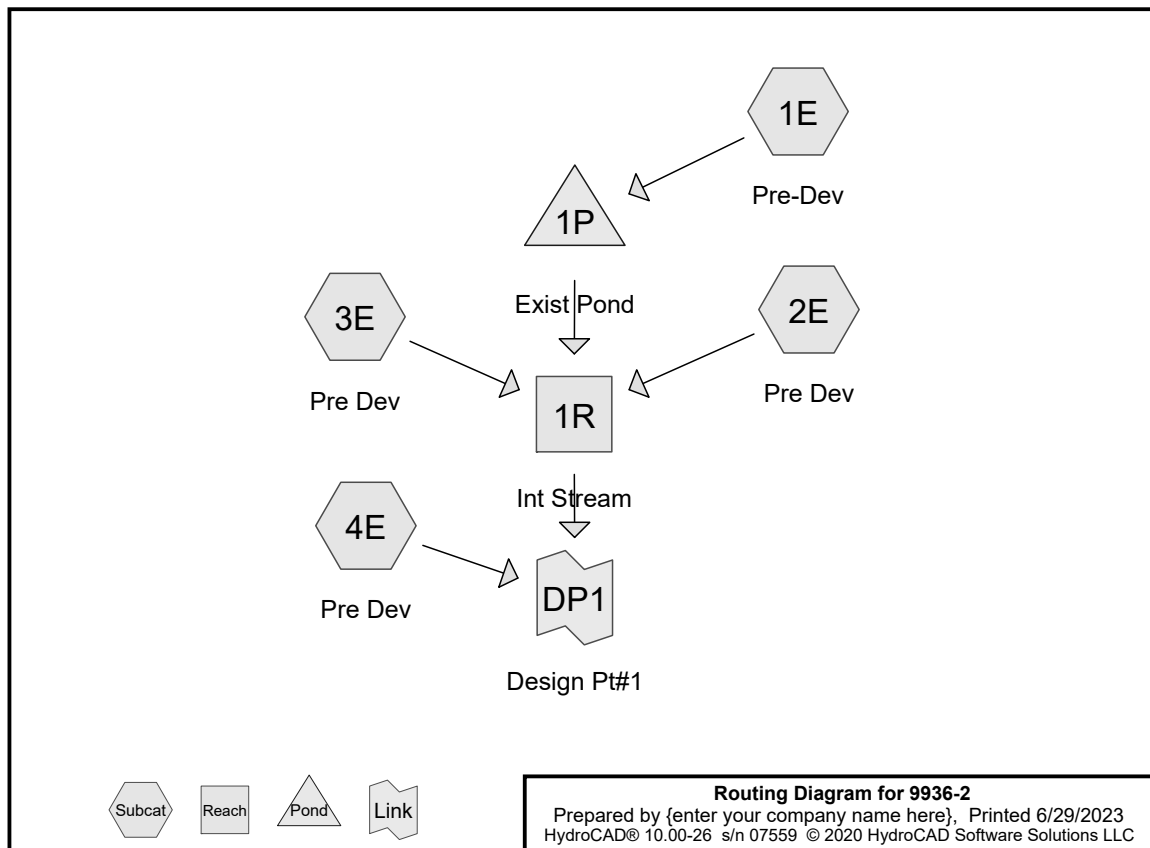 1E
Pre-Dev
1P
Exist Pond
3E
Pre Dev
2E
Pre Dev
1R
Int Stream
4E
Pre Dev
DP1
Design Pt#1
Subcat
Reach
Pond
Link
Routing Diagram for 9936-2
Prepared by {enter your company name here}, Printed 6/29/2023
HydroCAD® 10.00-26 s/n 07559 © 2020 HydroCAD Software Solutions LLC